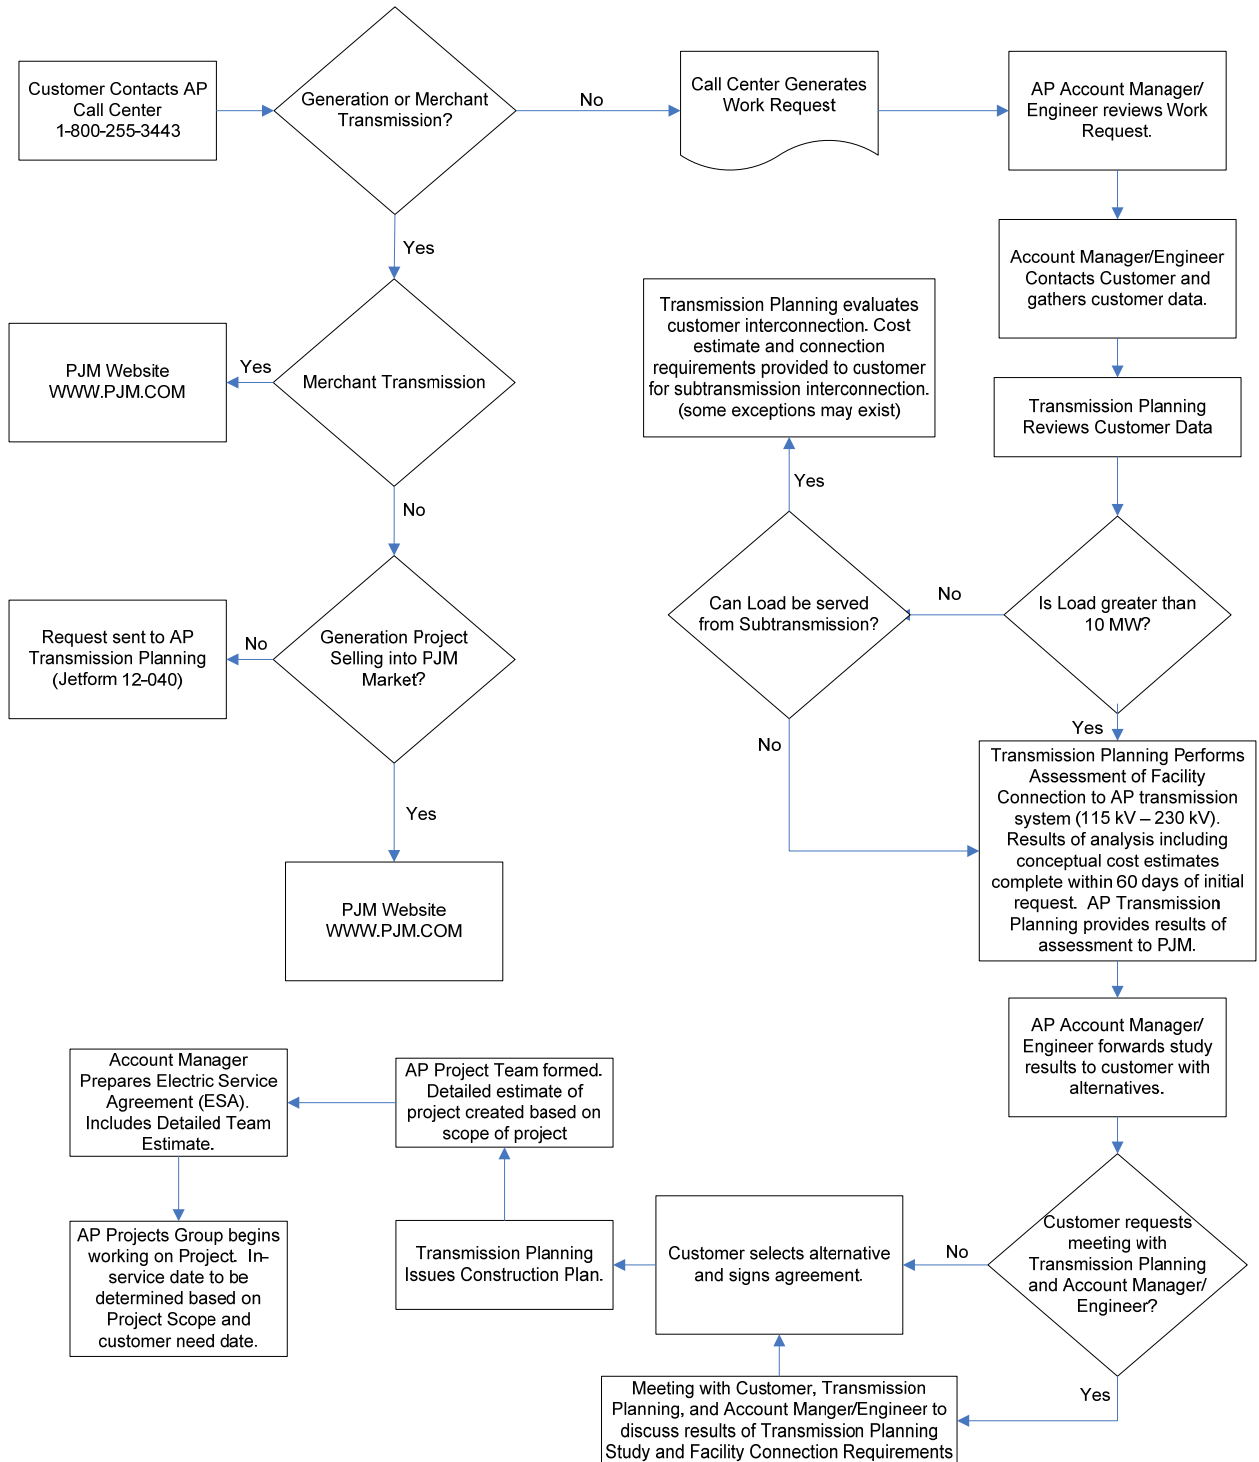 Customer Contacts AP
Call Center
1-800-255-3443
Generation or Merchant
Transmission?
No
Call Center Generates
Work Request
AP Account Manager/
Engineer reviews Work
Request.
Yes
Account Manager/Engineer
Contacts Customer and
gathers customer data.
Transmission Planning evaluates
customer interconnection. Cost
estimate and connection
requirements provided to customer
for subtransmission interconnection.
(some exceptions may exist)
PJM Website
WWW.PJM.COM
Yes
Merchant Transmission
Transmission Planning
Reviews Customer Data
Yes
No
Can Load be served
from Subtransmission?
No
Is Load greater than
10 MW?
Request sent to AP
Transmission Planning
(Jetform 12-040)
No
Generation Project
Selling into PJM
Market?
No
Yes
Yes
Transmission Planning Performs
Assessment of Facility
Connection to AP transmission
system (115 kV – 230 kV).
Results of analysis including
conceptual cost estimates
complete within 60 days of initial
request.  AP Transmission
Planning provides results of
assessment to PJM.
PJM Website
WWW.PJM.COM
AP Account Manager/
Engineer forwards study
results to customer with
alternatives.
Account Manager
Prepares Electric Service
Agreement (ESA).
Includes Detailed Team
Estimate.
AP Project Team formed.
Detailed estimate of
project created based on
scope of project
AP Projects Group begins
working on Project.  In-
service date to be
determined based on
Project Scope and
customer need date.
Transmission Planning
Issues Construction Plan.
Customer selects alternative
and signs agreement.
No
Customer requests
meeting with
Transmission Planning
and Account Manager/
Engineer?
Yes
Meeting with Customer, Transmission
Planning, and Account Manger/Engineer to
discuss results of Transmission Planning
Study and Facility Connection Requirements